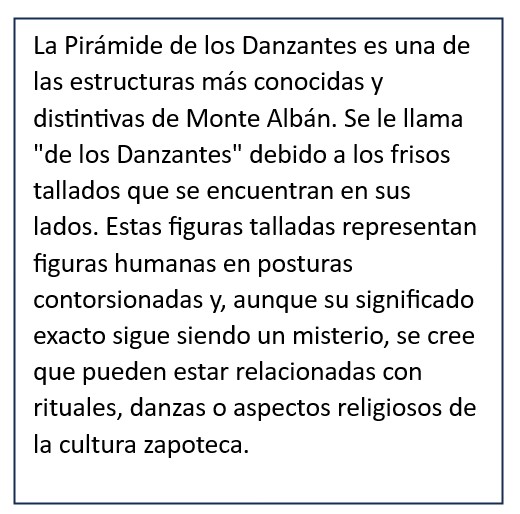 La Pirámide de los Danzantes es una de
las estructuras más conocidas y
distintivas de Monte Albán. Se le llama
"de los Danzantes" debido a los frisos
tallados que se encuentran en sus
lados. Estas figuras talladas representan
figuras humanas en posturas
contorsionadas y, aunque su significado
exacto sigue siendo un misterio, se cree
que pueden estar relacionadas con
rituales, danzas o aspectos religiosos de
la cultura zapoteca.